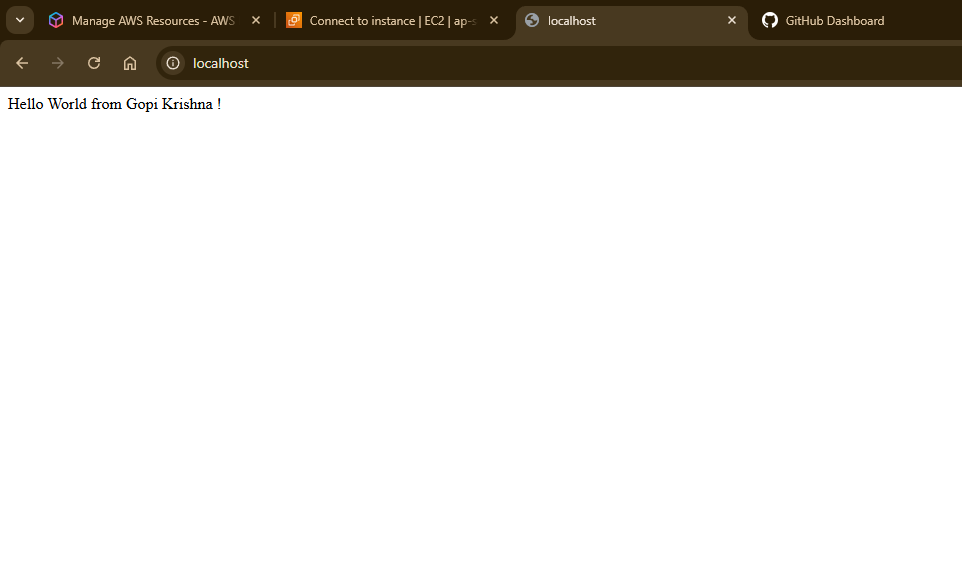 Manage AWS Resources - AWS
Connect to instance | EC2 | ap-s
localhost
GitHub Dashboard
localhost
Hello World from Gopi Krishna !